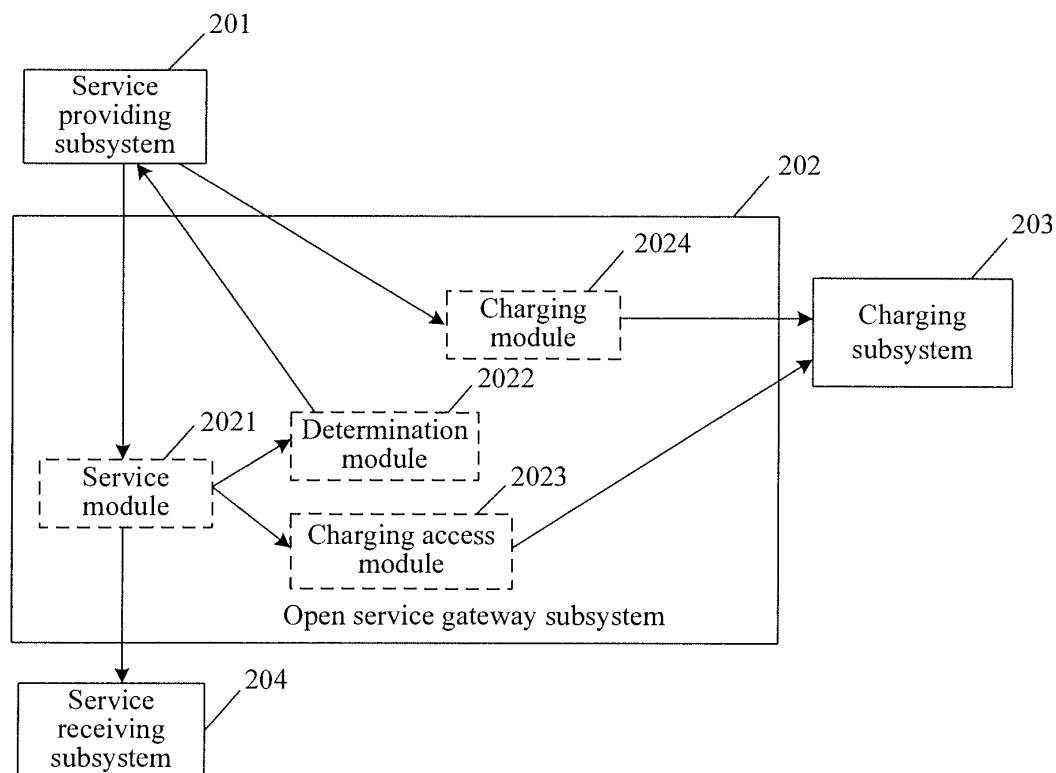 201
Service
providing
subsystem
202
203
2024
Charging
module
Charging
subsystem
2022
2021
Determination
module
Service
module
2023
Charging access
module
Open service gateway subsystem
204
Service
receiving
subsystem